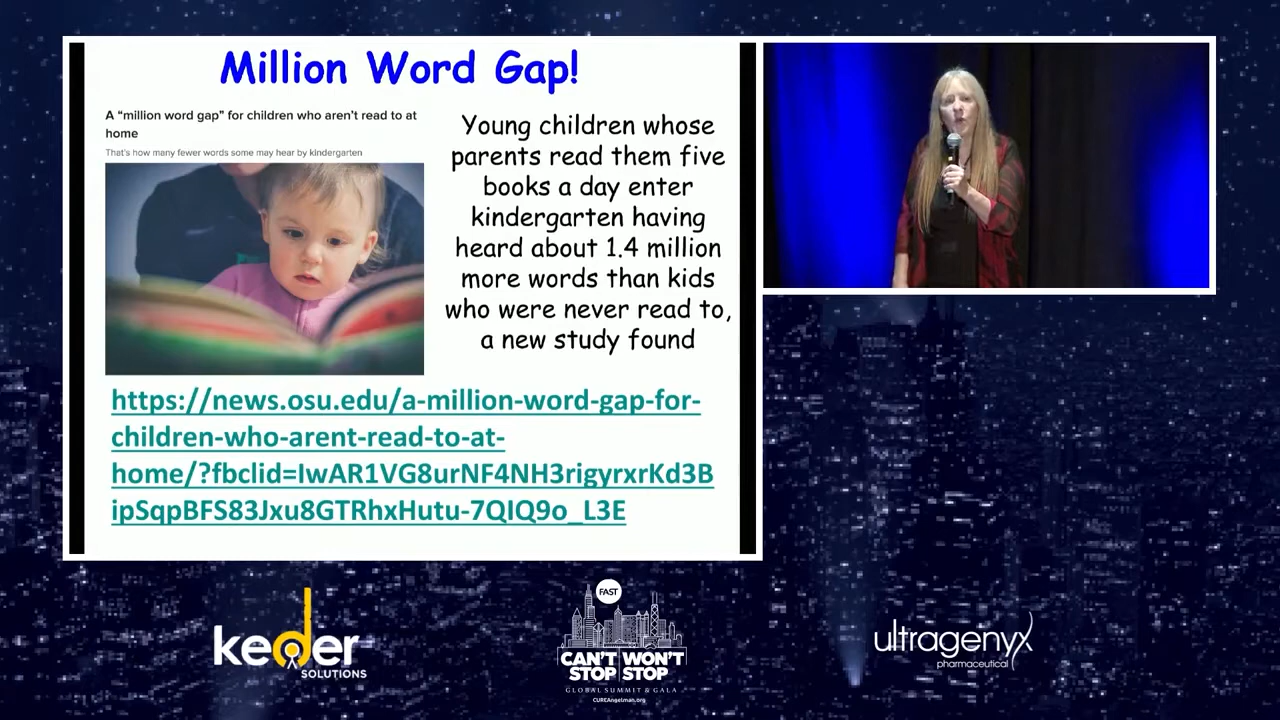 Million Word Gap!
A “million word gap” for children who aren’t read to at
home
That's how many fewer words some may hear by kindergarten
Young children whose
parents read them five
books a day enter
kindergarten having
heard about 1.4 million
more words than kids
who were never read to,
a new study found
https://news.osu.edu/a-million-word-gap-for-
children-who-arent-read-to-at-
home/?fbclid=IwAR1VG8urNF4NH3rigyrxrKd3B
ipSqpBFS83Jxu8GTRhxHutu-7QIQ9o_L3E
keder
SOLUTIONS
FAST
CAN'T WON'T
STOP STOP
GLOBAL SUMMIT & GALA
CUREAngelman.org
ultragenyx
pharmaceutical